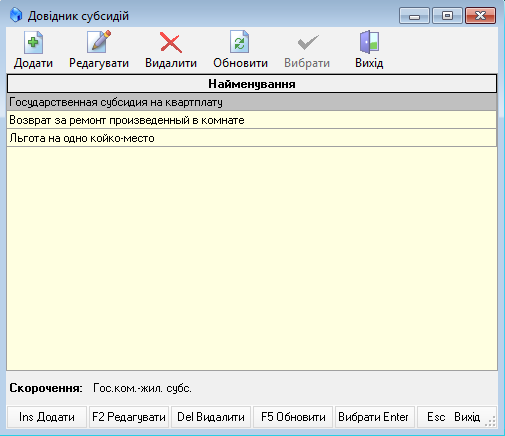 Довідник субсидій
Додати Редагувати Видалити Обновити Вибрати Вихід
Найменування
Государственная субсидия на квартплату
Возврат за ремонт произведенный в комнате
Льгота на одно койко-место
Скорочення: Гос.ком.-жил. субс.
Ins Додати F2 Редагувати Del Видалити F5 Обновити Вибрати Enter Esc Вихід